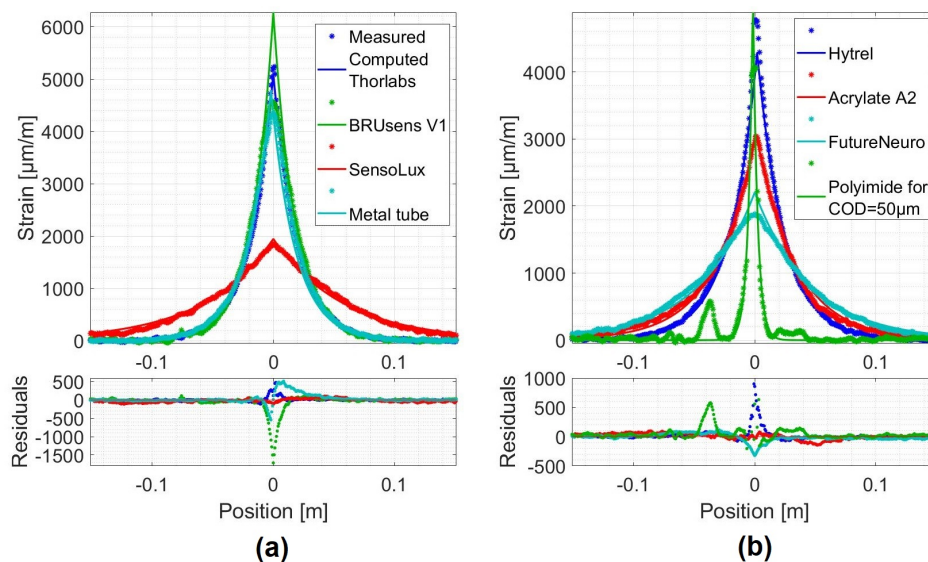 6000
5000
4000
3000
2000
1000
0
Strain [µm/m]
Measured
Computed
Thorlabs
BRUsens V1
SensoLux
Metal tube
-0.1
0
0.1
500
0
-500
-1000
-1500
Residuals
-0.1
0
0.1
Position [m]
(a)
4000
3000
2000
1000
0
Strain [µm/m]
Hytrel
Acrylate A2
FutureNeuro
Polyimide for
COD=50µm
-0.1
0
0.1
1000
500
0
-500
Residuals
-0.1
0
0.1
Position [m]
(b)